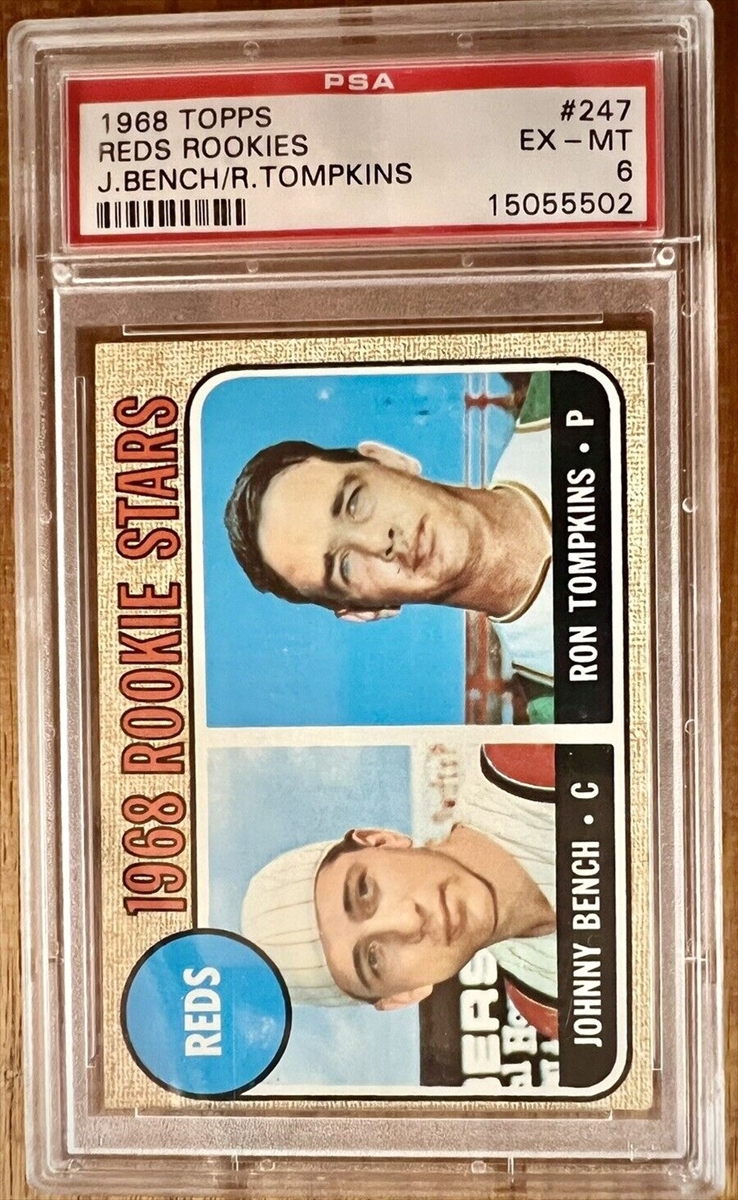 PSA
1968 TOPPS #247
REDS ROOKIES EX - MT
J.BENCH/R.TOMPKINS 6
15055502
1968 ROOKIE STARS
REDS
JOHNNY BENCH • C
RON TOMPKINS • P